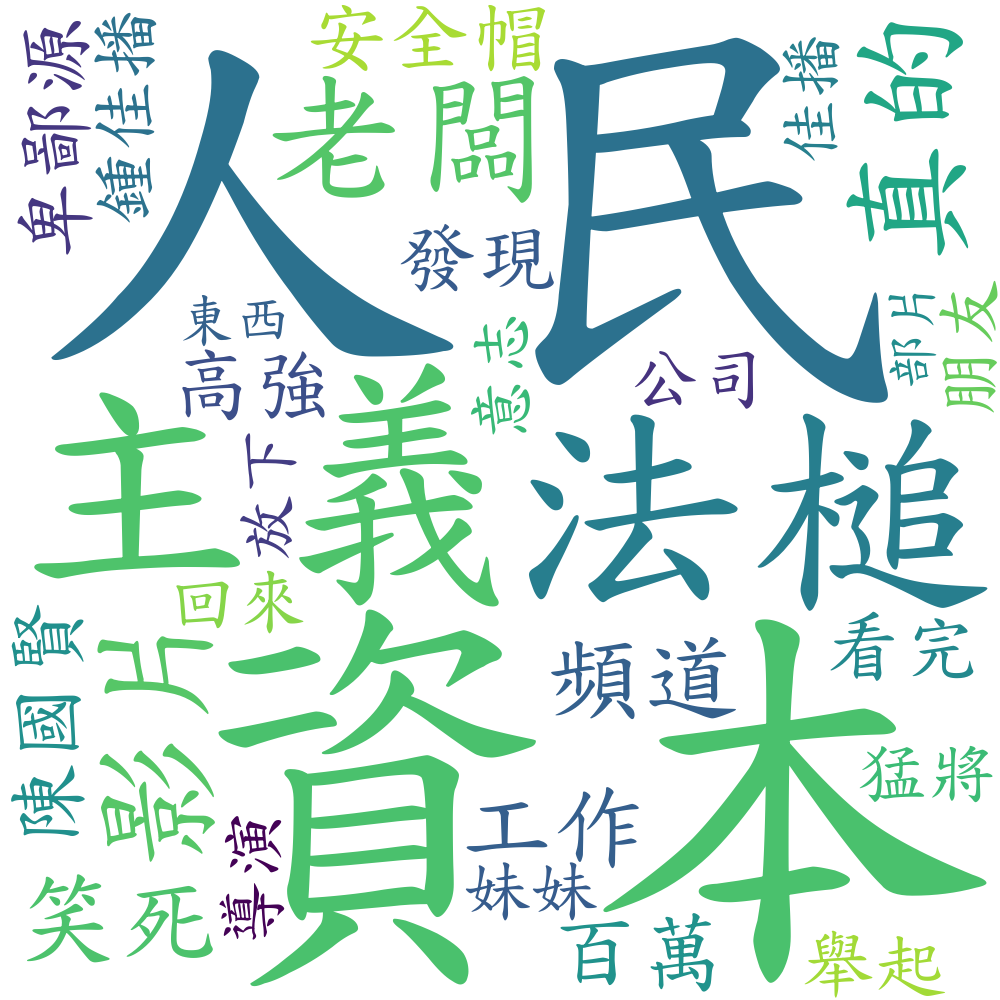 安全帽
人民
老闆
卑鄙源
鍾佳播
佳播
真的
發現
東西
高強
意志
公司
部片
朋友
主義
放下
法槌
回來
陳國賢
影片
資本
頻道
看完
猛將
工作
妹妹
導演
笑死
百萬
舉起